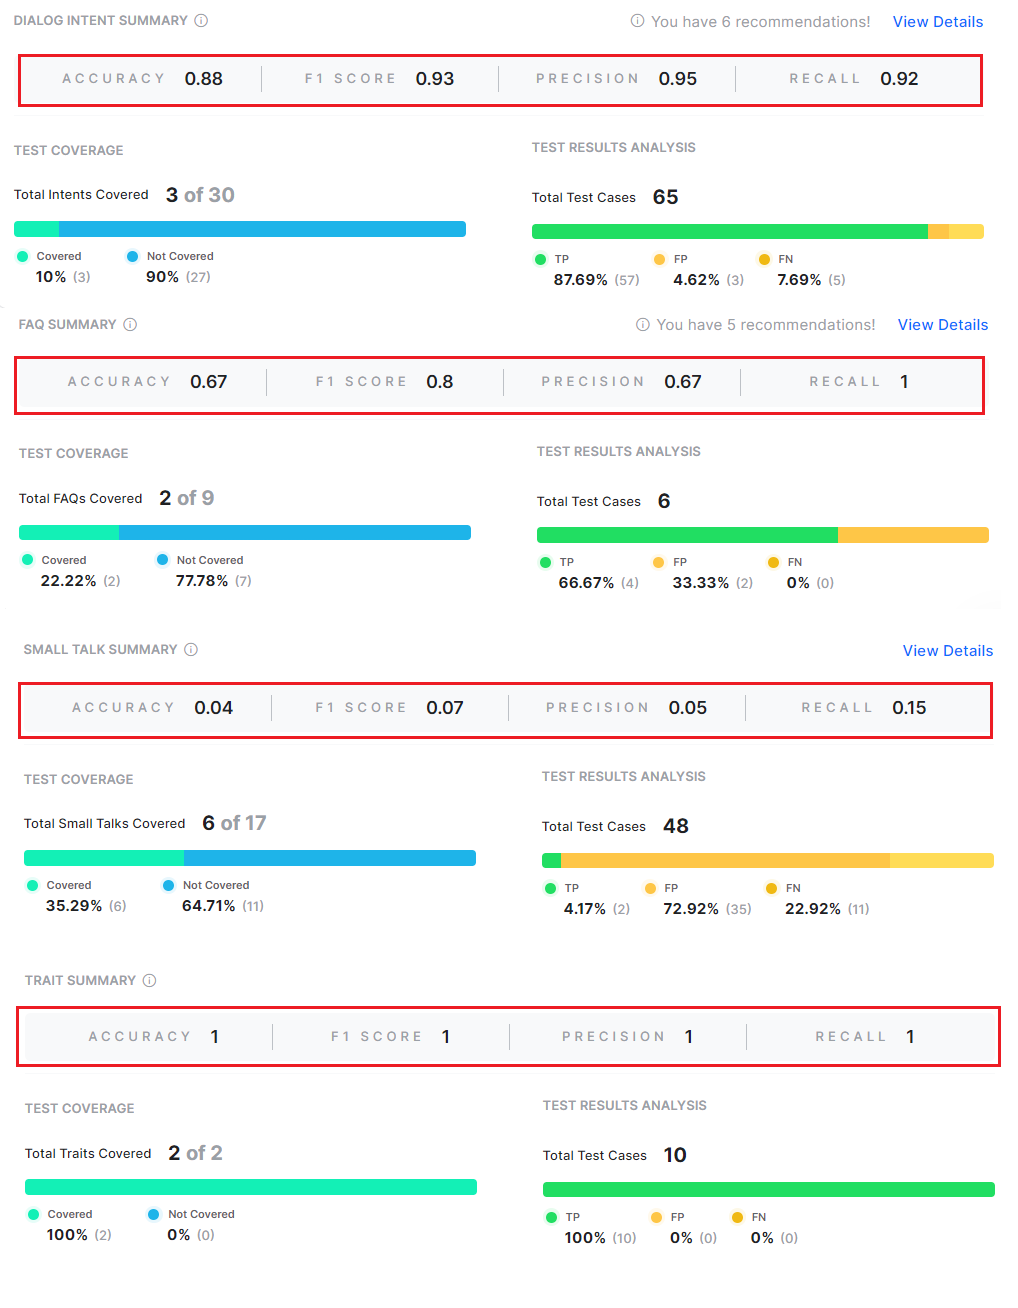 DIALOG INTENT SUMMARY
You have 6 recommendations! View Details
ACCURACY 0.88 F1 SCORE 0.93 PRECISION 0.95 RECALL 0.92
TEST COVERAGE
Total Intents Covered 3 of 30
Covered Not Covered
10% (3) 90% (27)
TEST RESULTS ANALYSIS
Total Test Cases 65
TP FP FN
87.69% (57) 4.62% (3) 7.69% (5)
FAQ SUMMARY
You have 5 recommendations! View Details
ACCURACY 0.67 F1 SCORE 0.8 PRECISION 0.67 RECALL 1
TEST COVERAGE
Total FAQs Covered 2 of 9
Covered Not Covered
22.22% (2) 77.78% (7)
TEST RESULTS ANALYSIS
Total Test Cases 6
TP FP FN
66.67% (4) 33.33% (2) 0% (0)
SMALL TALK SUMMARY
View Details
ACCURACY 0.04 F1 SCORE 0.07 PRECISION 0.05 RECALL 0.15
TEST COVERAGE
Total Small Talks Covered 6 of 17
Covered Not Covered
35.29% (6) 64.71% (11)
TEST RESULTS ANALYSIS
Total Test Cases 48
TP FP FN
4.17% (2) 72.92% (35) 22.92% (11)
TRAIT SUMMARY
ACCURACY 1 F1 SCORE 1 PRECISION 1 RECALL 1
TEST COVERAGE
Total Traits Covered 2 of 2
Covered Not Covered
100% (2) 0% (0)
TEST RESULTS ANALYSIS
Total Test Cases 10
TP FP FN
100% (10) 0% (0) 0% (0)